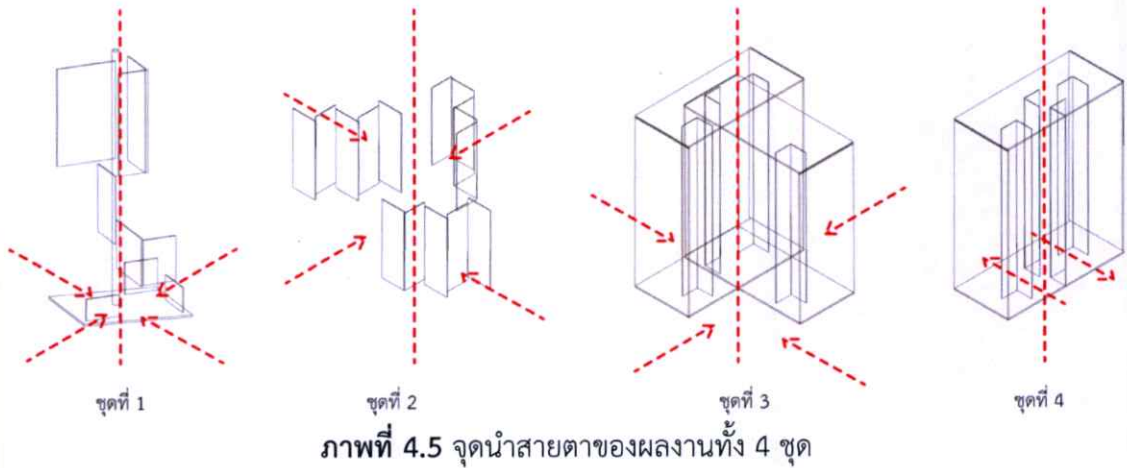 ชุดที่ 1
ชุดที่ 2
ชุดที่ 3
ชุดที่ 4
ภาพที่ 4.5 จุดนำสายตาของผลงานทั้ง 4 ชุด